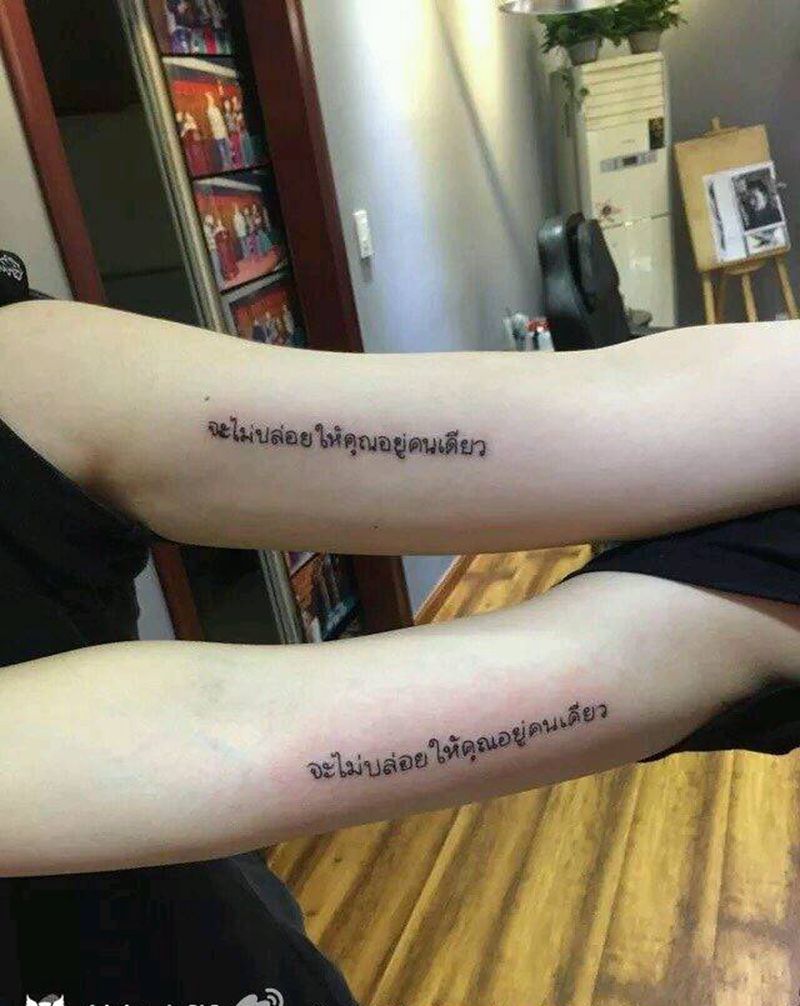 จะไม่ปล่อยให้คุณอยู่คนเดียว
จะไม่บล่อยให้คุณอยู่คนเดียว